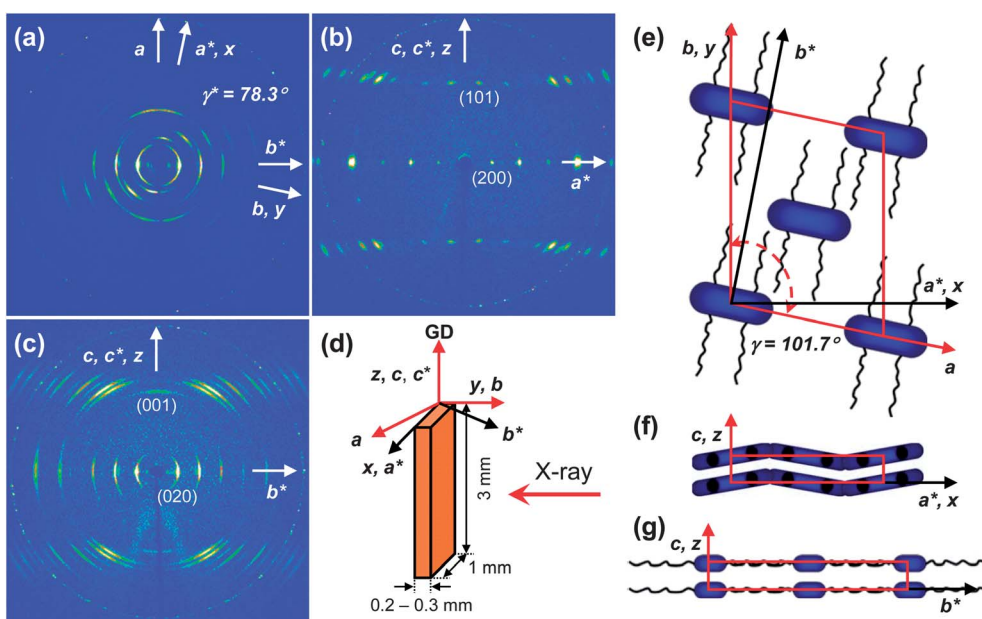 (a)
a
a*, x
γ* = 78.3°
b*
b, y
(b)
c, c*, z
(101)
(200)
a*
(c)
c, c*, z
(001)
(020)
b*
(d)
GD
z, c, c*
y, b
a
x, a*
b*
3 mm
X-ray
1 mm
0.2 – 0.3 mm
(e)
b, y
b*
a*, x
γ = 101.7°
a
(f)
c, z
a*, x
(g)
c, z
b*